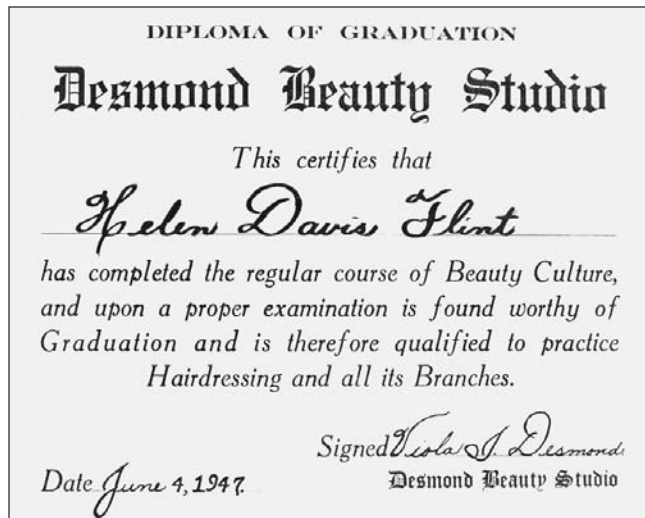 DIPLOMA OF GRADUATION
Desmond Beauty Studio
This certifies that
Helen Davis Flint
has completed the regular course of Beauty Culture,
and upon a proper examination is found worthy of
Graduation and is therefore qualified to practice
Hairdressing and all its Branches.
Signed Viola I. Desmond
Date June 4, 1947.
Desmond Beauty Studio